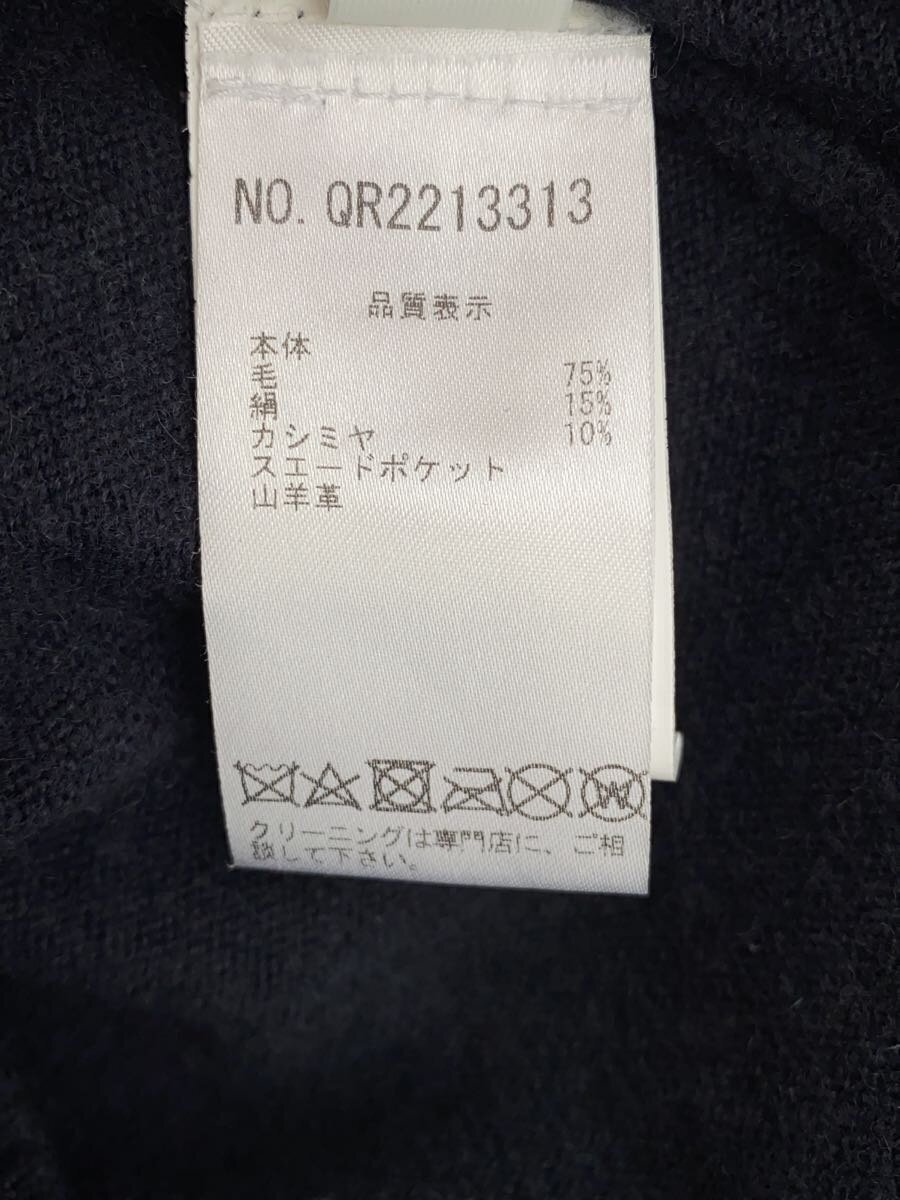 NO. QR2213313
品質表示
本体
毛 75%
絹 15%
カシミヤ 10%
スエードポケット
山羊革
クリーニングは専門店に、ご相
談して下さい。